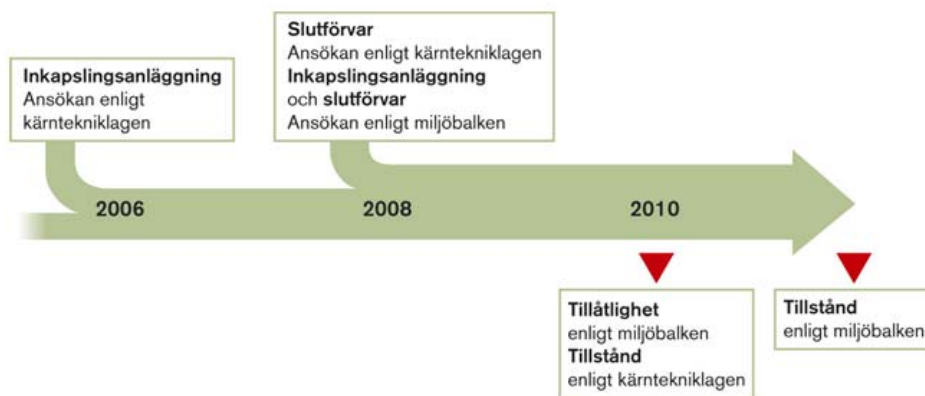 Inkapslingsanläggning
Ansökan enligt
kärntekniklagen
Slutförvar
Ansökan enligt kärntekniklagen
Inkapslingsanläggning
och slutförvar
Ansökan enligt miljöbalken
2006
2008
2010
Tillåtlighet
enligt miljöbalken
Tillstånd
enligt kärntekniklagen
Tillstånd
enligt miljöbalken